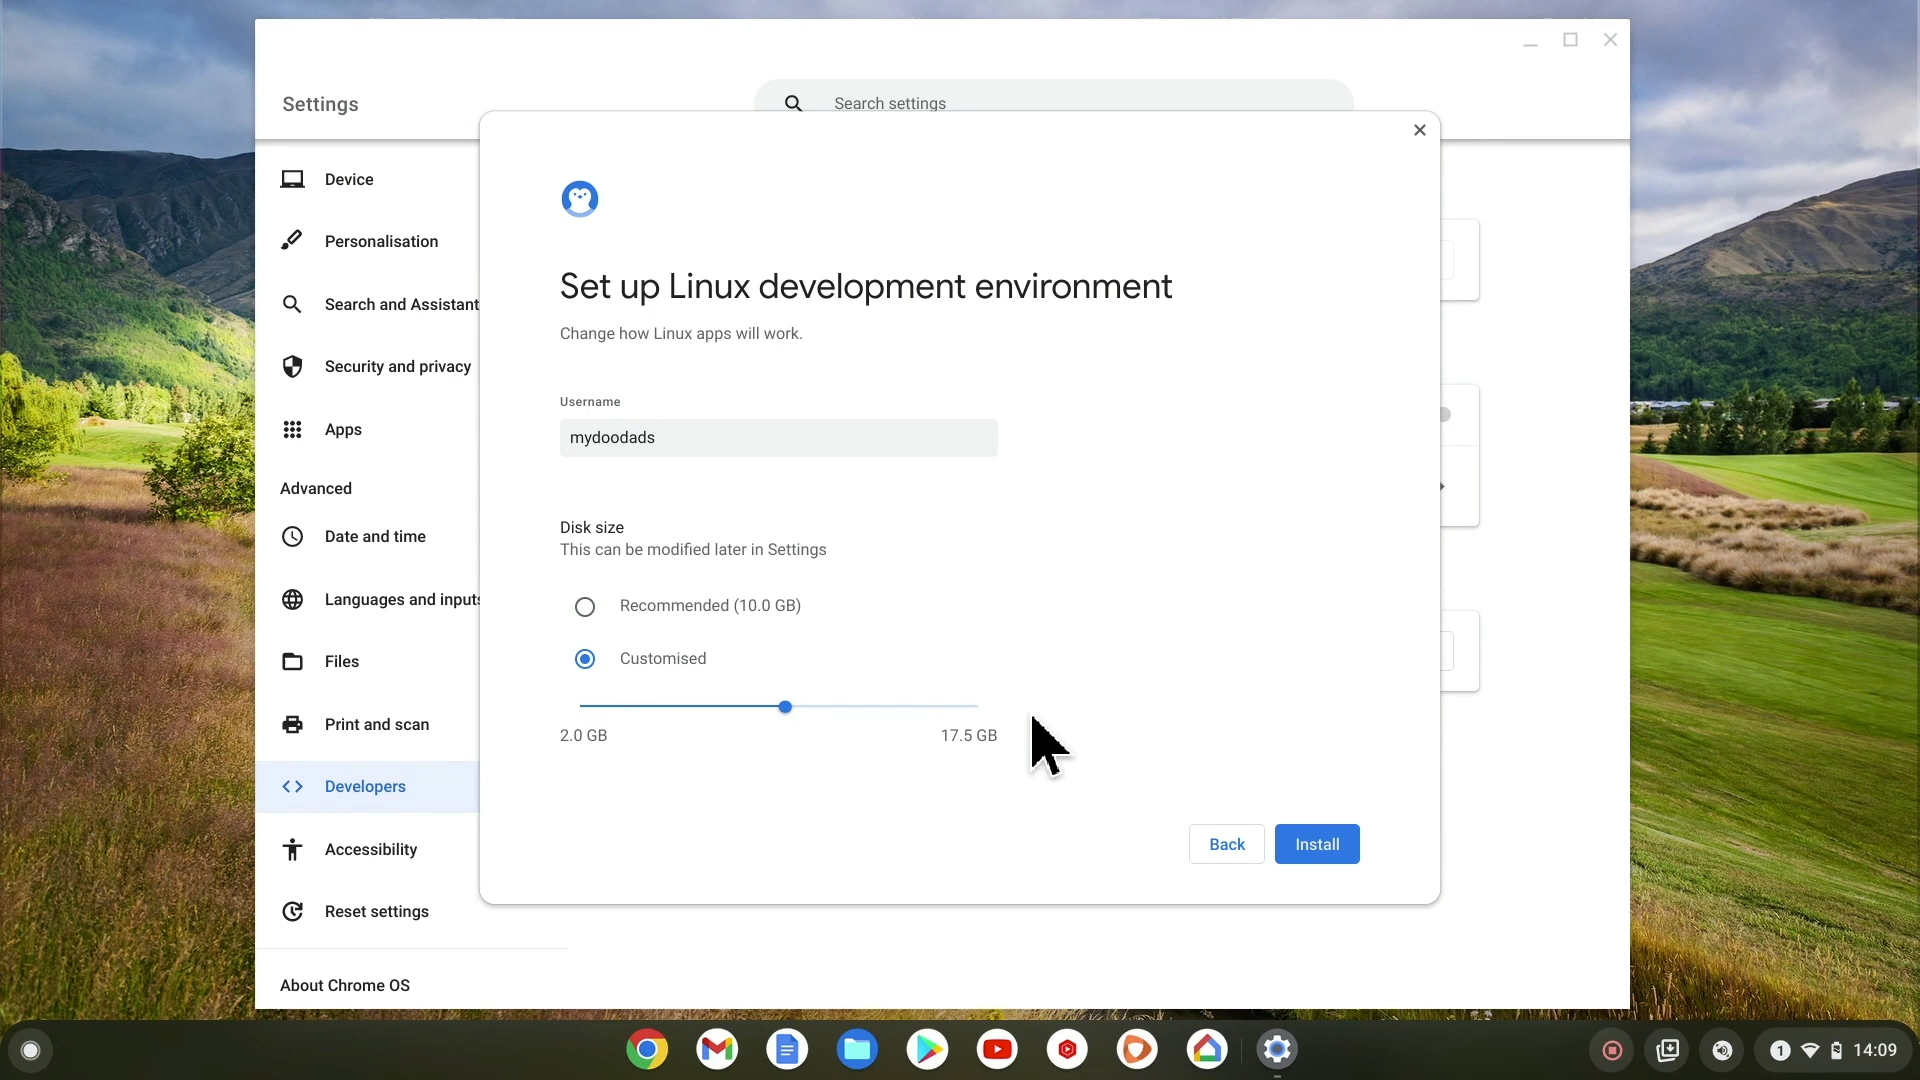 Settings
Search settings
Device
Personalisation
Search and Assistant
Security and privacy
Apps
Advanced
Date and time
Languages and inputs
Files
Print and scan
Developers
Accessibility
Reset settings
About Chrome OS
Set up Linux development environment
Change how Linux apps will work.
Username
mydoodads
Disk size
This can be modified later in Settings
Recommended (10.0 GB)
Customised
2.0 GB
17.5 GB
Back
Install
1
14:09